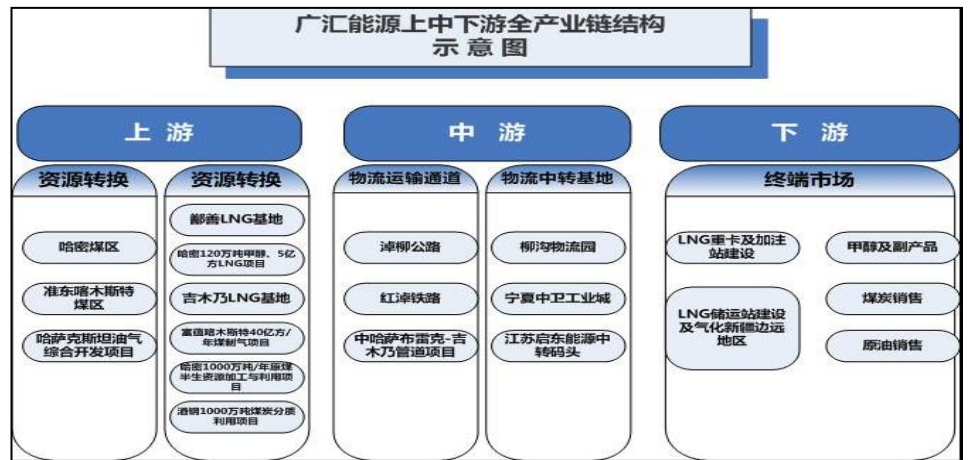 广汇能源上中下游全产业链结构
示 意 图
上 游
中 游
下 游
资源转换
哈密煤区
准东喀木斯特
煤区
哈萨克斯坦油气
综合开发项目
资源转换
鄯善LNG基地
哈密120万吨甲醇、5亿
方LNG项目
吉木乃LNG基地
富蕴喀木斯特40亿方/
年煤制气项目
哈密1000万吨/年原煤
半生资源加工与利用项
目
酒钢1000万吨煤炭分质
利用项目
物流运输通道
淖柳公路
红淖铁路
中哈萨布雷克-吉
木乃管道项目
物流中转基地
柳沟物流园
宁夏中卫工业城
江苏启东能源中
转码头
终端市场
LNG重卡及加注
站建设
LNG储运站建设
及气化新疆边远
地区
甲醇及副产品
煤炭销售
原油销售